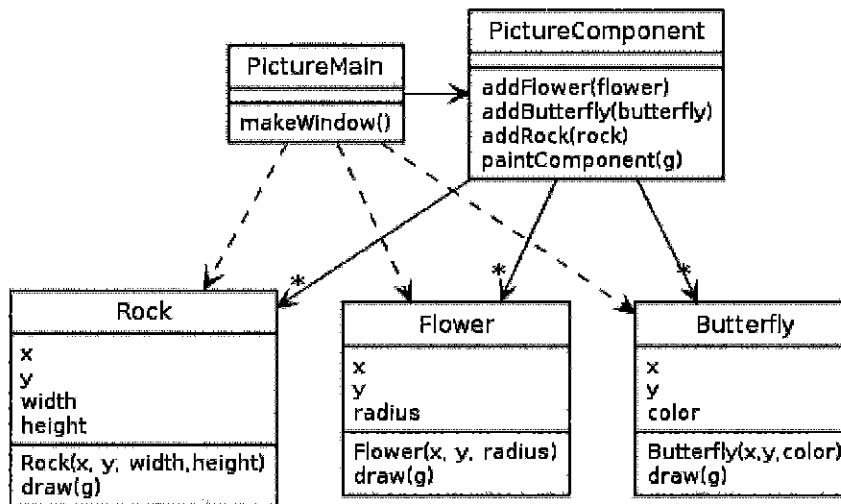 PictureMain
makeWindow()
PictureComponent
addFlower(flower)
addButterfly(butterfly)
addRock(rock)
paintComponent(g)
*
*
*
Rock
x
y
width
height
Rock(x, y, width,height)
draw(g)
Flower
x
y
radius
Flower(x, y, radius)
draw(g)
Butterfly
x
y
color
Butterfly(x,y,color)
draw(g)